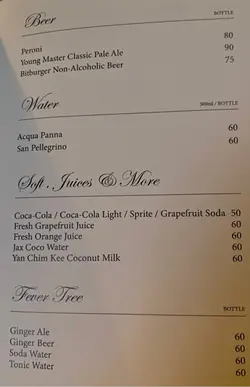 Beer
BOTTLE
Peroni 80
Young Master Classic Pale Ale 90
Bitburger Non-Alcoholic Beer 75
Water
500ml / BOTTLE
Acqua Panna 60
San Pellegrino 60
Soft, Juices & More
Coca-Cola / Coca-Cola Light / Sprite / Grapefruit Soda 50
Fresh Grapefruit Juice 60
Fresh Orange Juice 60
Jax Coco Water 60
Yan Chim Kee Coconut Milk 60
Fever Tree
BOTTLE
Ginger Ale 60
Ginger Beer 60
Soda Water 60
Tonic Water 60